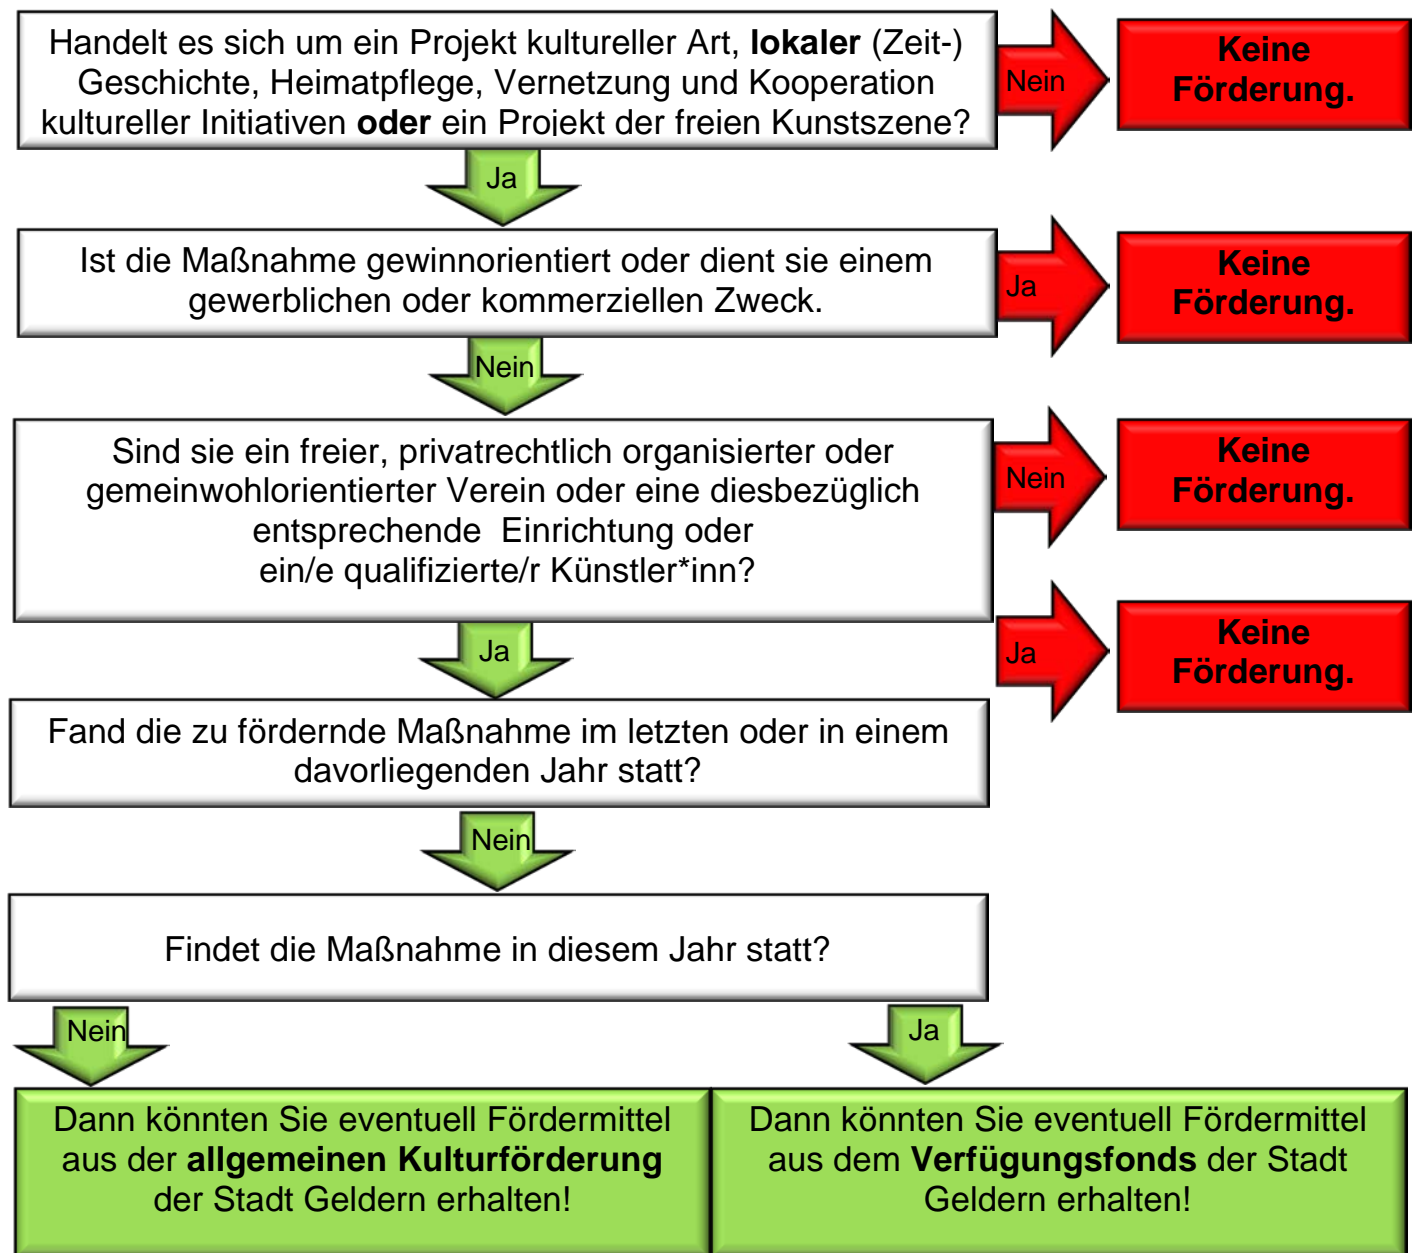 Handelt es sich um ein Projekt kultureller Art, lokaler (Zeit-)
Geschichte, Heimatpflege, Vernetzung und Kooperation
kultureller Initiativen oder ein Projekt der freien Kunstszene?
Nein
Keine
Förderung.
Ja
Ist die Maßnahme gewinnorientiert oder dient sie einem
gewerblichen oder kommerziellen Zweck.
Ja
Keine
Förderung.
Nein
Sind sie ein freier, privatrechtlich organisierter oder
gemeinwohlorientierter Verein oder eine diesbezüglich
entsprechende Einrichtung oder
ein/e qualifizierte/r Künstler*inn?
Nein
Keine
Förderung.
Ja
Ja
Keine
Förderung.
Fand die zu fördernde Maßnahme im letzten oder in einem
davorliegenden Jahr statt?
Nein
Findet die Maßnahme in diesem Jahr statt?
Nein
Ja
Dann könnten Sie eventuell Fördermittel
aus der allgemeinen Kulturförderung
der Stadt Geldern erhalten!
Dann könnten Sie eventuell Fördermittel
aus dem Verfügungsfonds der Stadt
Geldern erhalten!